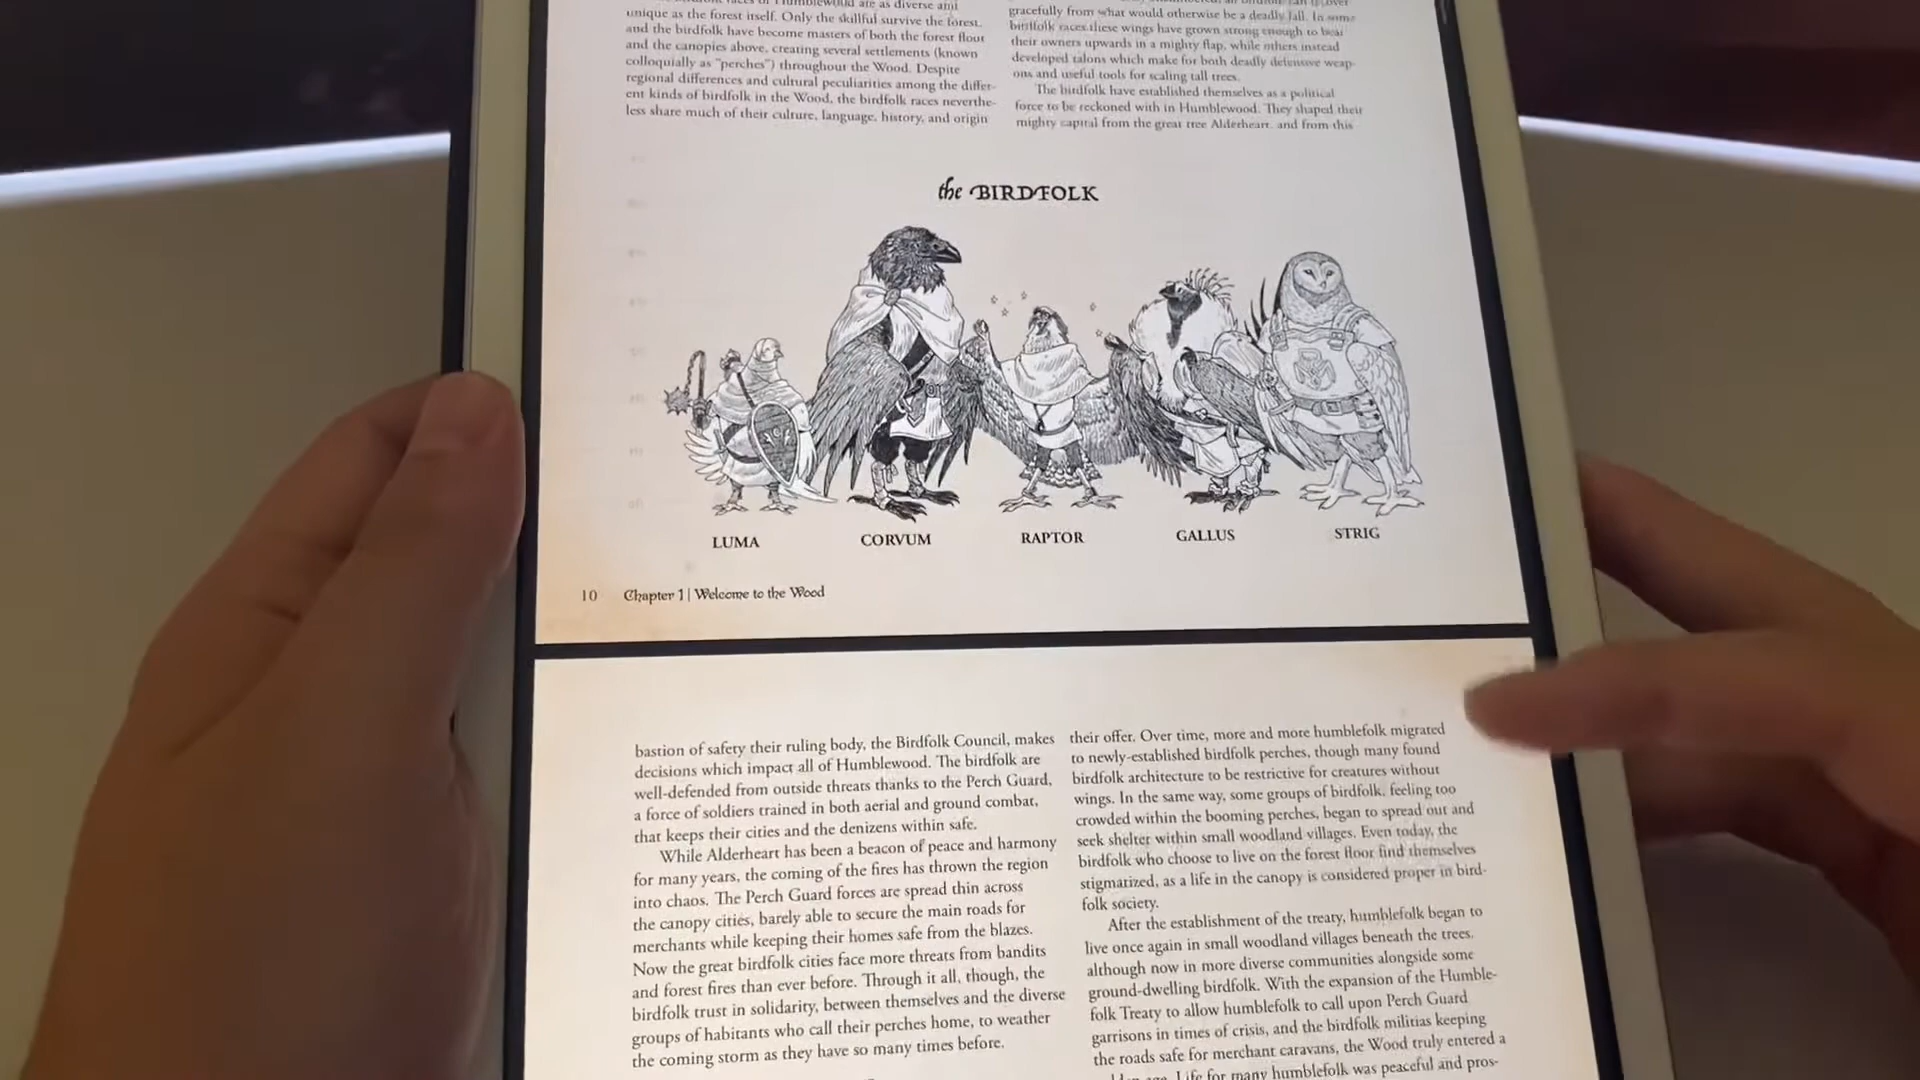 of Humblewood are as diverse and
unique as the forest itself. Only the skillful survive the forest,
and the birdfolk have become masters of both the forest floor
and the canopies above, creating several settlements (known
colloquially as "perches") throughout the Wood. Despite
regional differences and cultural peculiarities among the differ-
ent kinds of birdfolk in the Wood, the birdfolk races neverthe-
less share much of their culture, language, history, and origin
gracefully from what would otherwise be a deadly fall. In some
birdfolk races these wings have grown strong enough to bear
their owners upwards in a mighty flap, while others instead
developed talons which make for both deadly defensive weap-
ons and useful tools for scaling tall trees.
The birdfolk have established themselves as a political
force to be reckoned with in Humblewood. They shaped their
mighty capital from the great tree Alderheart, and from this
the BIRDFOLK
LUMA
CORVUM
RAPTOR
GALLUS
STRIG
10 Chapter 1 | Welcome to the Wood
bastion of safety their ruling body, the Birdfolk Council, makes
decisions which impact all of Humblewood. The birdfolk are
well-defended from outside threats thanks to the Perch Guard,
a force of soldiers trained in both aerial and ground combat,
that keeps their cities and the denizens within safe.
While Alderheart has been a beacon of peace and harmony
for many years, the coming of the fires has thrown the region
into chaos. The Perch Guard forces are spread thin across
the canopy cities, barely able to secure the main roads for
merchants while keeping their homes safe from the blazes.
Now the great birdfolk cities face more threats from bandits
and forest fires than ever before. Through it all, though, the
birdfolk trust in solidarity, between themselves and the diverse
groups of habitants who call their perches home, to weather
the coming storm as they have so many times before.
their offer. Over time, more and more humblefolk migrated
to newly-established birdfolk perches, though many found
birdfolk architecture to be restrictive for creatures without
wings. In the same way, some groups of birdfolk, feeling too
crowded within the booming perches, began to spread out and
seek shelter within small woodland villages. Even today, the
birdfolk who choose to live on the forest floor find themselves
stigmatized, as a life in the canopy is considered proper in bird-
folk society.
After the establishment of the treaty, humblefolk began to
live once again in small woodland villages beneath the trees,
although now in more diverse communities alongside some
ground-dwelling birdfolk. With the expansion of the Humble-
folk Treaty to allow humblefolk to call upon Perch Guard
garrisons in times of crisis, and the birdfolk militias keeping
the roads safe for merchant caravans, the Wood truly entered a
age. Life for many humblefolk was peaceful and pros-